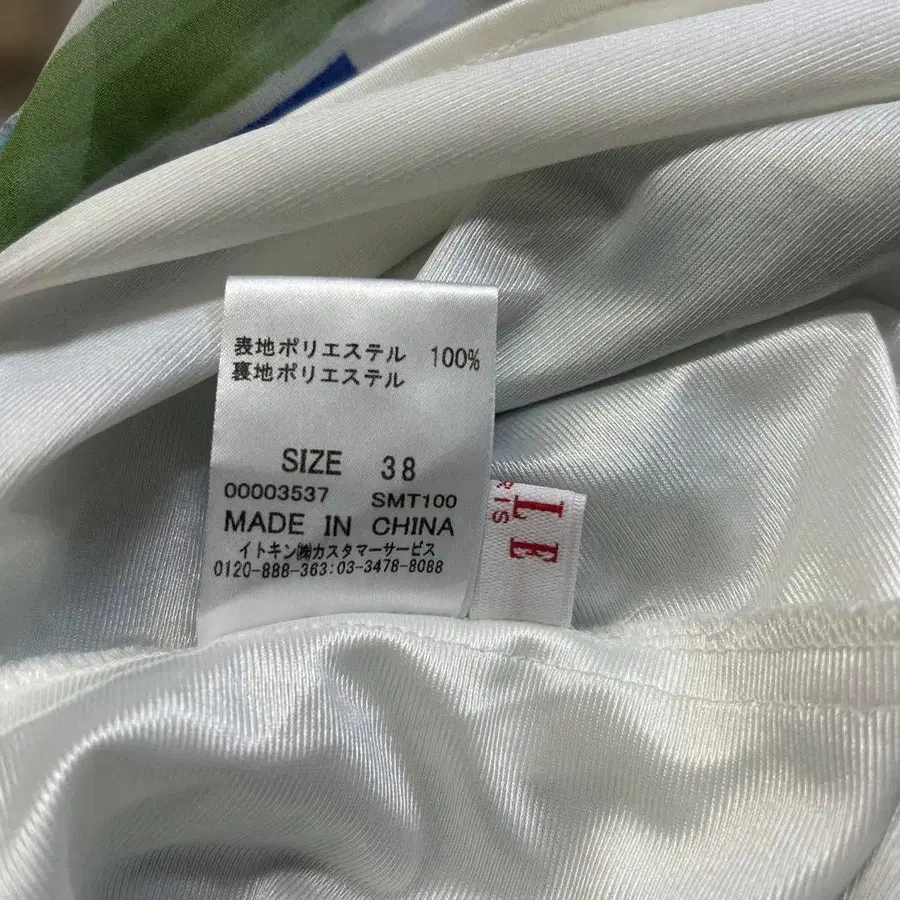 表地ポリエステル 100%
裏地ポリエステル
SIZE 38
00003537 SMT100
MADE IN CHINA
イトキン㈱カスタマーサービス
0120-888-363:03-3478-8088
L E
RIS